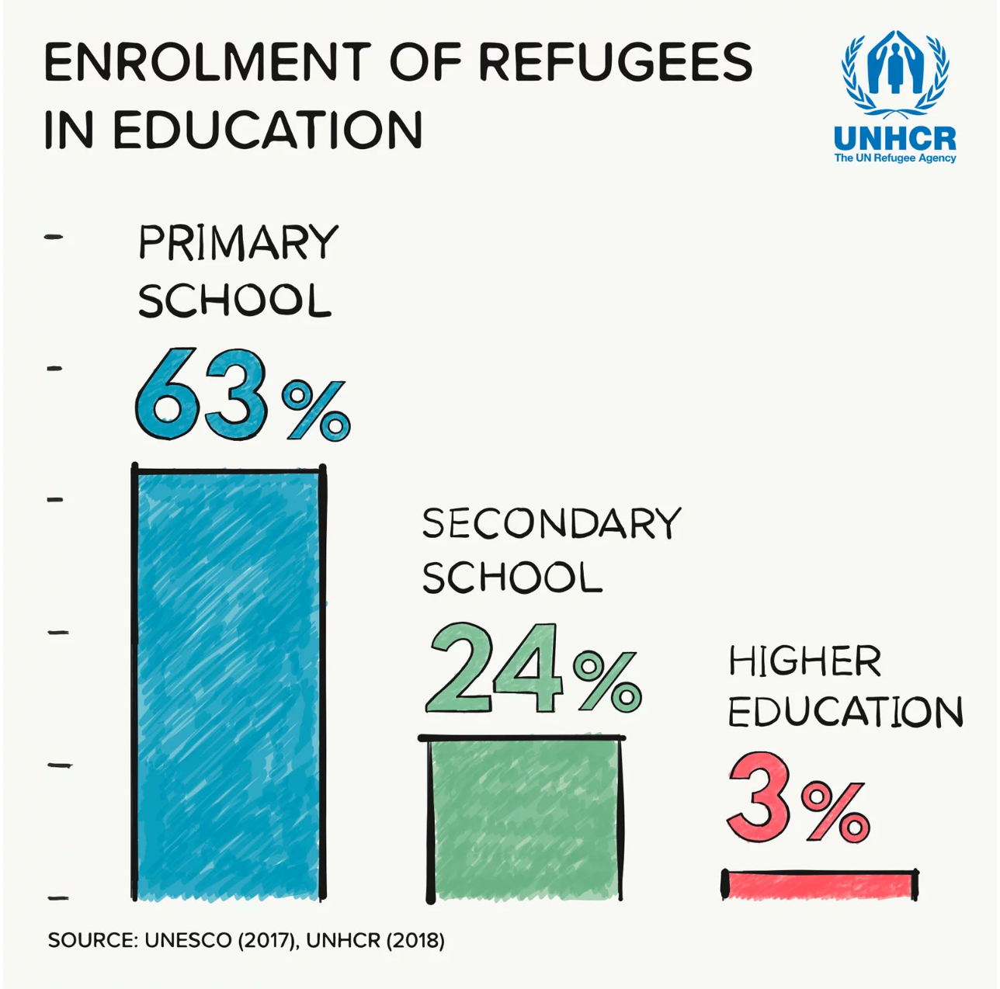 ENROLMENT OF REFUGEES
IN EDUCATION
UNHCR
The UN Refugee Agency
PRIMARY
SCHOOL
63%
SECONDARY
SCHOOL
24%
HIGHER
EDUCATION
3%
SOURCE: UNESCO (2017), UNHCR (2018)